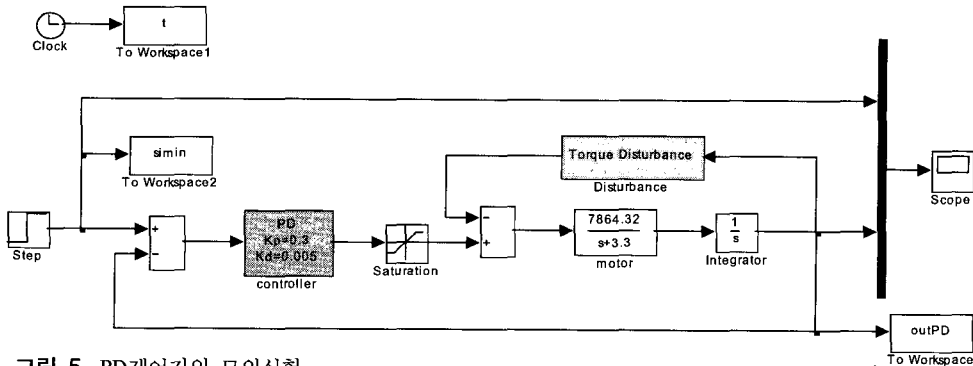 t
Clock
To Workspace1
simin
To Workspace2
Torque Disturbance
Disturbance
Scope
Step
+
−
PD
Kp=0.3
Kd=0.005
controller
Saturation
−
+
7864.32
s+3.3
motor
1
s
Integrator
outPD
To Workspace
그림 5. PD제어기의 모의실험